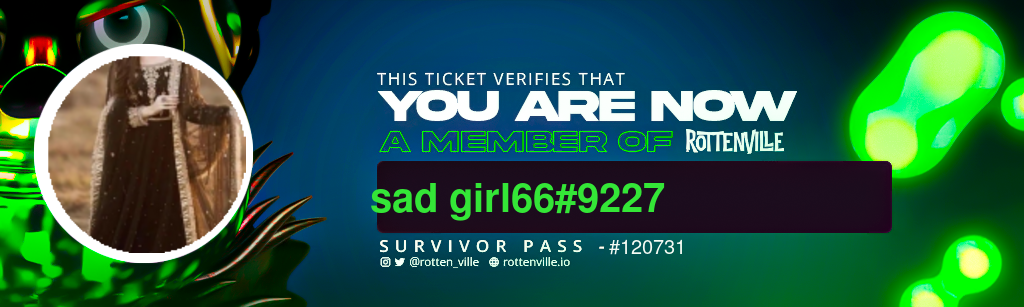 THIS TICKET VERIFIES THAT
YOU ARE NOW
A MEMBER OF ROTTENVILLE
sad girl66#9227
SURVIVOR PASS - #120731
@rotten_ville rottenville.io